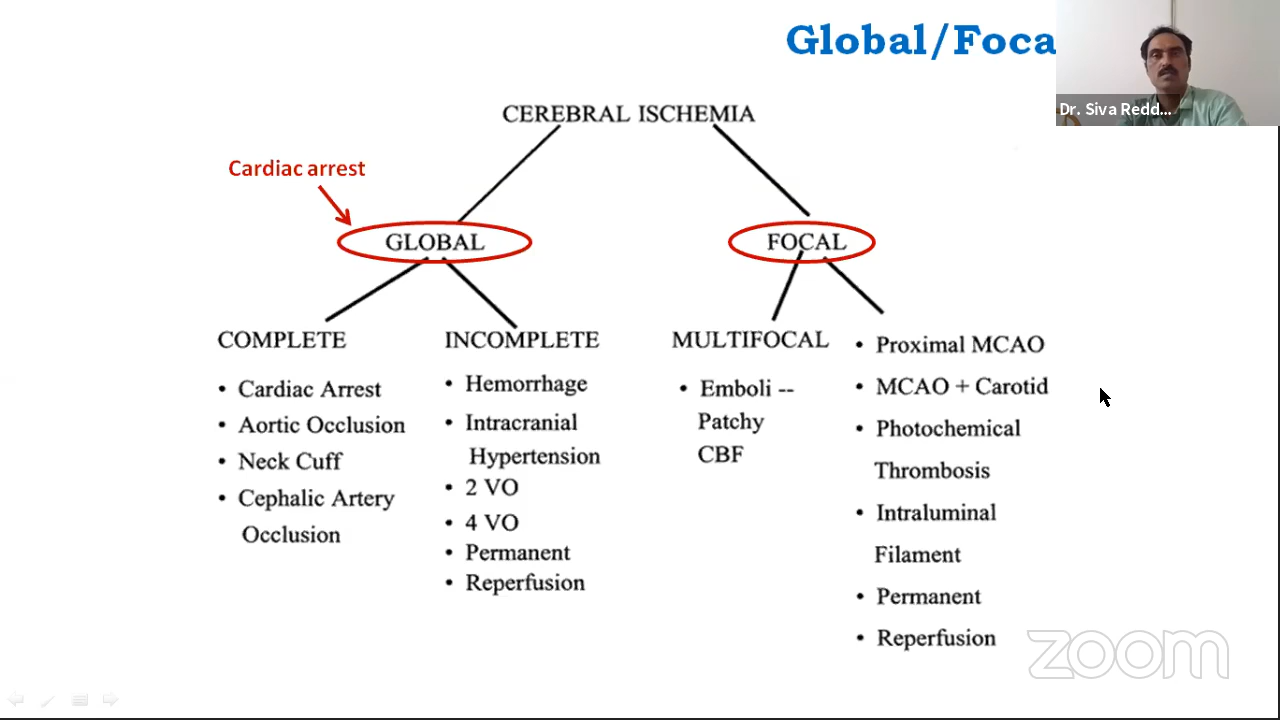 Global/Foca
Dr. Siva Redd...
CEREBRAL ISCHEMIA
Cardiac arrest
GLOBAL
FOCAL
COMPLETE
• Cardiac Arrest
• Aortic Occlusion
• Neck Cuff
• Cephalic Artery
Occlusion
INCOMPLETE
• Hemorrhage
• Intracranial
Hypertension
• 2 VO
• 4 VO
• Permanent
• Reperfusion
MULTIFOCAL
• Emboli --
Patchy
CBF
• Proximal MCAO
• MCAO + Carotid
• Photochemical
Thrombosis
• Intraluminal
Filament
• Permanent
• Reperfusion
zoom